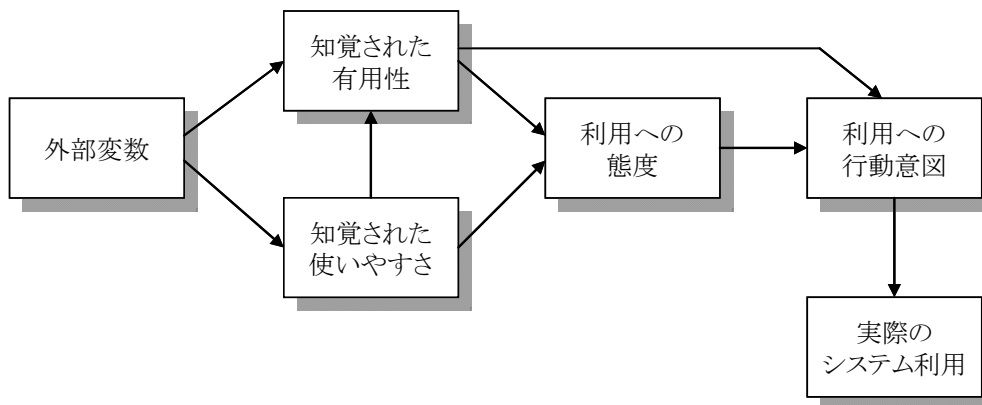 知覚された
有用性
外部変数
利用への
態度
利用への
行動意図
知覚された
使いやすさ
実際の
システム利用